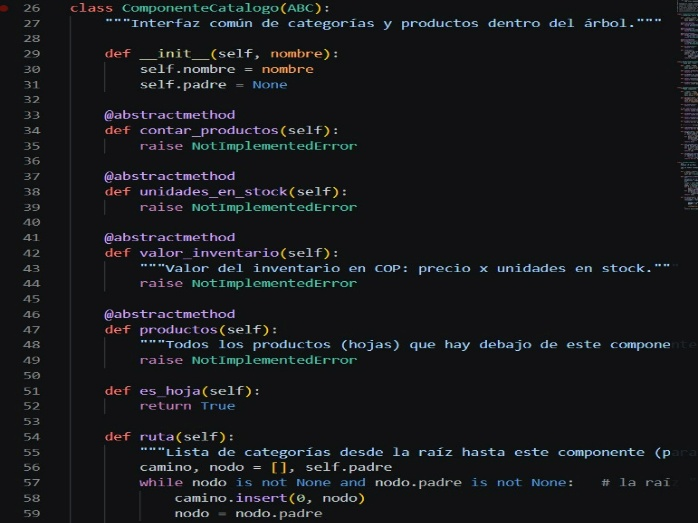 26 class ComponenteCatalogo(ABC):
27     """Interfaz común de categorías y productos dentro del árbol."""
28
29     def __init__(self, nombre):
30         self.nombre = nombre
31         self.padre = None
32
33     @abstractmethod
34     def contar_productos(self):
35         raise NotImplementedError
36
37     @abstractmethod
38     def unidades_en_stock(self):
39         raise NotImplementedError
40
41     @abstractmethod
42     def valor_inventario(self):
43         """Valor del inventario en COP: precio x unidades en stock."""
44         raise NotImplementedError
45
46     @abstractmethod
47     def productos(self):
48         """Todos los productos (hojas) que hay debajo de este componente
49         raise NotImplementedError
50
51     def es_hoja(self):
52         return True
53
54     def ruta(self):
55         """Lista de categorías desde la raíz hasta este componente (para
56         camino, nodo = [], self.padre
57         while nodo is not None and nodo.padre is not None:   # la raíz
58             camino.insert(0, nodo)
59             nodo = nodo.padre